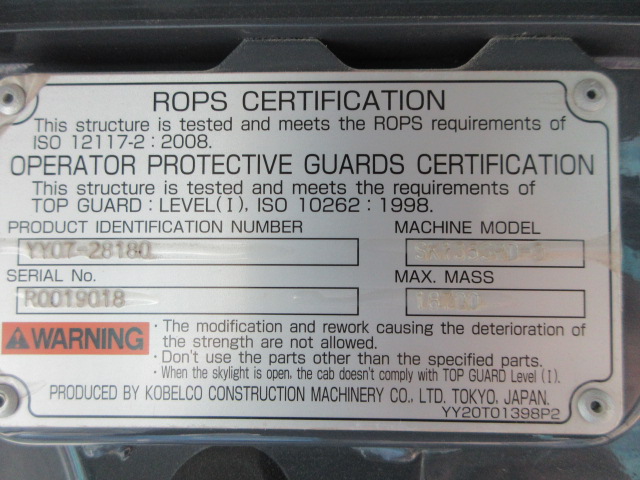 ROPS CERTIFICATION
This structure is tested and meets the ROPS requirements of
ISO 12117-2 : 2008.
OPERATOR PROTECTIVE GUARDS CERTIFICATION
This structure is tested and meets the requirements of
TOP GUARD : LEVEL(I), ISO 10262 : 1998.
PRODUCT IDENTIFICATION NUMBER MACHINE MODEL
YY07-28180
SERIAL No. MAX. MASS
R0019018
WARNING
· The modification and rework causing the deterioration of
the strength are not allowed.
· Don't use the parts other than the specified parts.
· When the skylight is open, the cab doesn't comply with TOP GUARD Level (I).
PRODUCED BY KOBELCO CONSTRUCTION MACHINERY CO., LTD. TOKYO, JAPAN.
YY20T01398P2